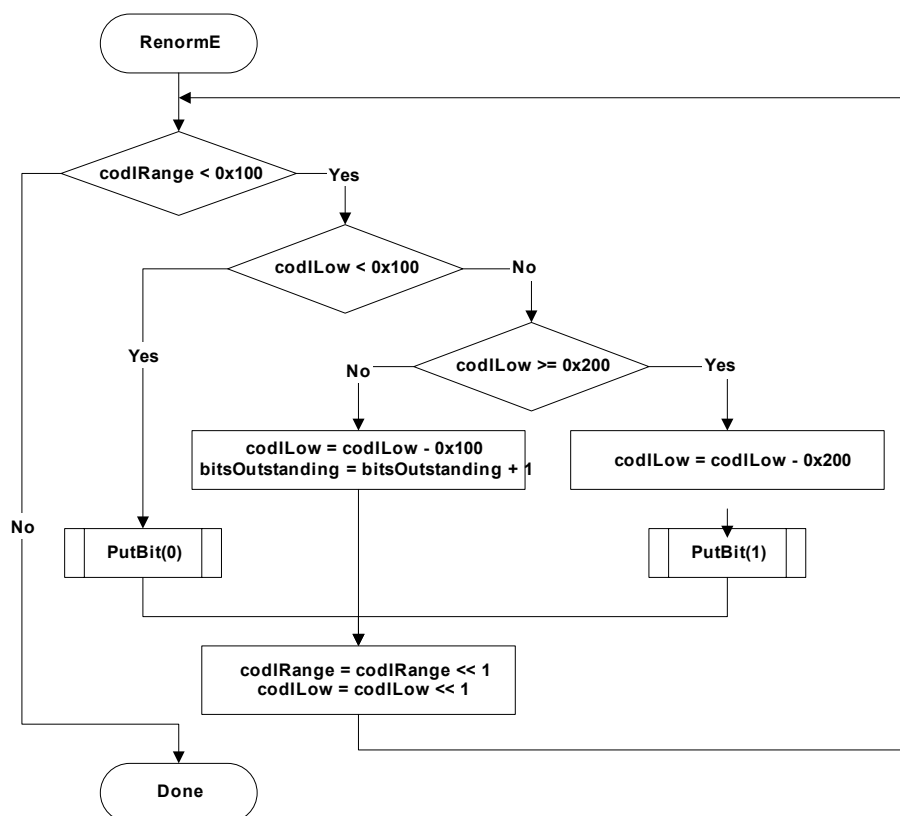 RenormE
codIRange < 0x100
Yes
codILow < 0x100
No
Yes
codILow >= 0x200
No
Yes
codILow = codILow - 0x100
bitsOutstanding = bitsOutstanding + 1
codILow = codILow - 0x200
No
PutBit(0)
PutBit(1)
codIRange = codIRange << 1
codILow = codILow << 1
Done